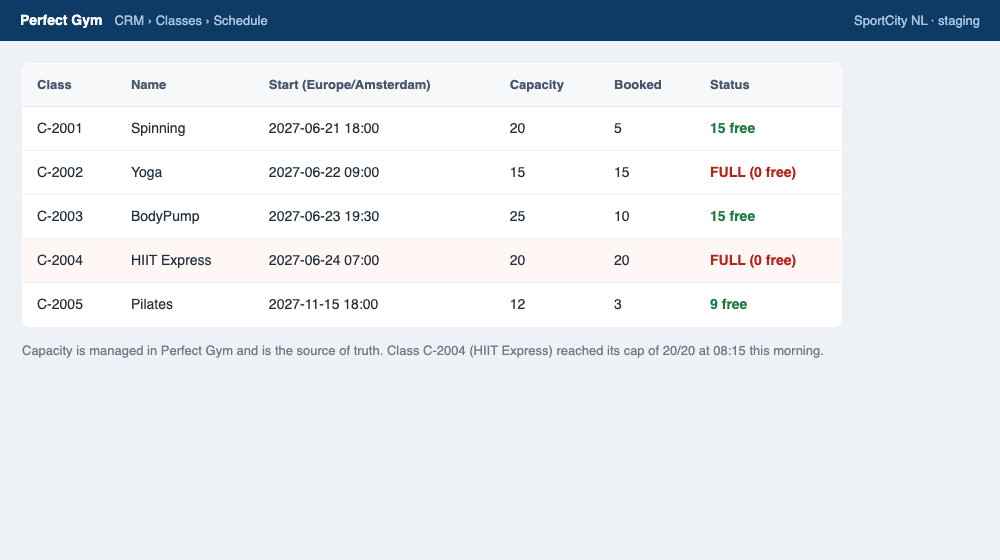 Perfect Gym CRM › Classes › Schedule SportCity NL · staging
Class Name Start (Europe/Amsterdam) Capacity Booked Status
C-2001 Spinning 2027-06-21 18:00 20 5 15 free
C-2002 Yoga 2027-06-22 09:00 15 15 FULL (0 free)
C-2003 BodyPump 2027-06-23 19:30 25 10 15 free
C-2004 HIIT Express 2027-06-24 07:00 20 20 FULL (0 free)
C-2005 Pilates 2027-11-15 18:00 12 3 9 free
Capacity is managed in Perfect Gym and is the source of truth. Class C-2004 (HIIT Express) reached its cap of 20/20 at 08:15 this morning.